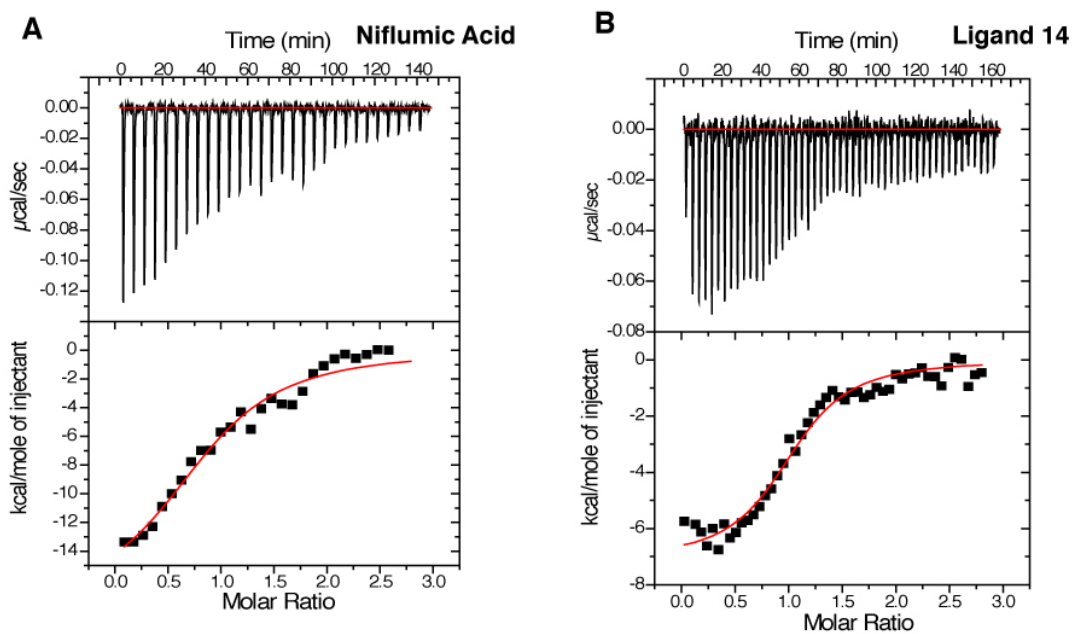 A
Niflumic Acid
Time (min)
0 20 40 60 80 100 120 140
0.00
-0.02
-0.04
-0.06
-0.08
-0.10
-0.12
µcal/sec
0
-2
-4
-6
-8
-10
-12
-14
kcal/mole of injectant
0.0 0.5 1.0 1.5 2.0 2.5 3.0
Molar Ratio
B
Ligand 14
Time (min)
0 20 40 60 80 100 120 140 160
0.00
-0.02
-0.04
-0.06
-0.08
µcal/sec
0
-2
-4
-6
-8
kcal/mole of injectant
0.0 0.5 1.0 1.5 2.0 2.5 3.0
Molar Ratio